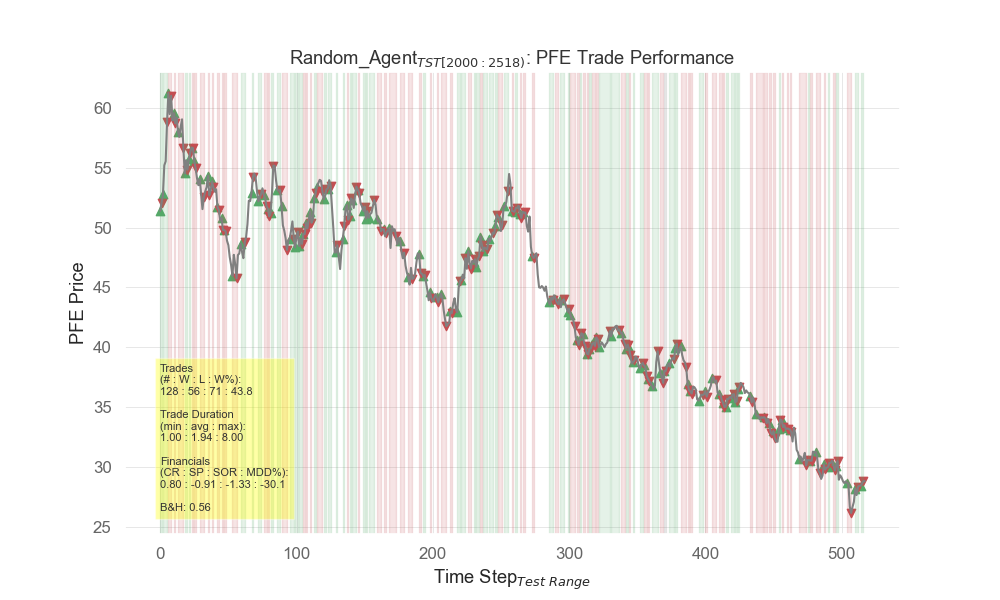 Random_Agent_TST[2000 : 2518): PFE Trade Performance
PFE Price
60
55
50
45
40
35
30
25
Trades
(# : W : L : W%):
128 : 56 : 71 : 43.8
Trade Duration
(min : avg : max):
1.00 : 1.94 : 8.00
Financials
(CR : SP : SOR : MDD%):
0.80 : -0.91 : -1.33 : -30.1
B&H: 0.56
0 100 200 300 400 500
Time Step Test Range